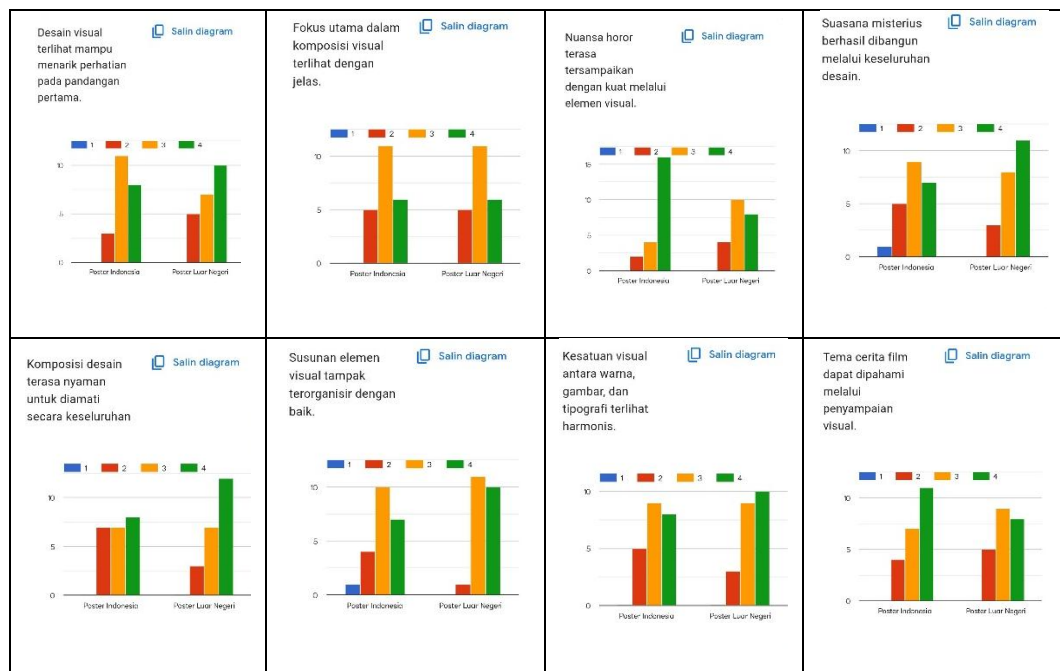 Desain visual
terlihat mampu
menarik perhatian
pada pandangan
pertama.
Salin diagram
1 2 3 4
10
5
0
Poster Indonesia Poster Luar Negeri
Fokus utama dalam
komposisi visual
terlihat dengan
jelas.
Salin diagram
1 2 3 4
10
5
0
Poster Indonesia Poster Luar Negeri
Nuansa horor
terasa
tersampaikan
dengan kuat melalui
elemen visual.
Salin diagram
1 2 3 4
15
10
5
0
Poster Indonesia Poster Luar Negeri
Suasana misterius
berhasil dibangun
melalui keseluruhan
desain.
Salin diagram
1 2 3 4
10
5
0
Poster Indonesia Poster Luar Negeri
Komposisi desain
terasa nyaman
untuk diamati
secara keseluruhan
Salin diagram
1 2 3 4
10
5
0
Poster Indonesia Poster Luar Negeri
Susunan elemen
visual tampak
terorganisir dengan
baik.
Salin diagram
1 2 3 4
10
5
0
Poster Indonesia Poster Luar Negeri
Kesatuan visual
antara warna,
gambar, dan
tipografi terlihat
harmonis.
Salin diagram
1 2 3 4
10
5
0
Poster Indonesia Poster Luar Negeri
Tema cerita film
dapat dipahami
melalui
penyampaian
visual.
Salin diagram
1 2 3 4
10
5
0
Poster Indonesia Poster Luar Negeri